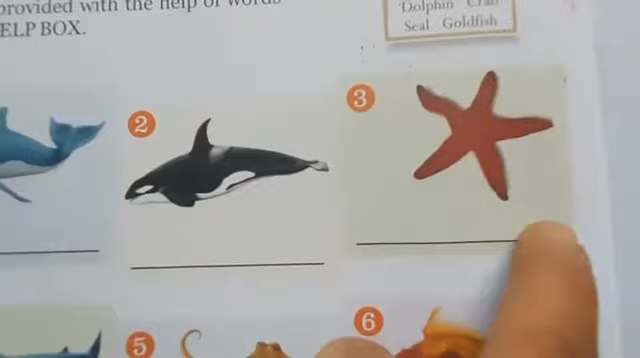 provided with the help of words
ELP BOX.
Dolphin Crab
Seal Goldfish
2
3
5
6